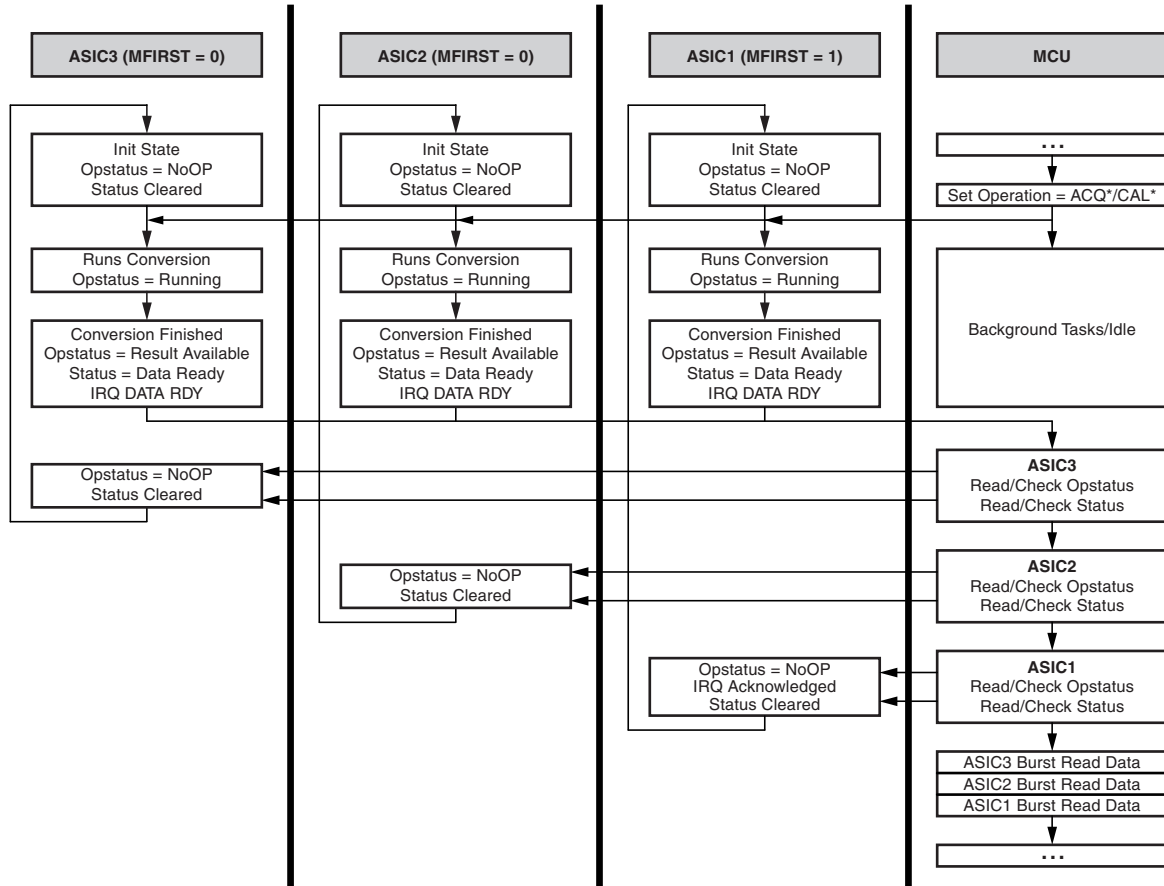 ASIC3 (MFIRST = 0)
Init State
Opstatus = NoOP
Status Cleared
Runs Conversion
Opstatus = Running
Conversion Finished
Opstatus = Result Available
Status = Data Ready
IRQ DATA RDY
Opstatus = NoOP
Status Cleared
ASIC2 (MFIRST = 0)
Init State
Opstatus = NoOP
Status Cleared
Runs Conversion
Opstatus = Running
Conversion Finished
Opstatus = Result Available
Status = Data Ready
IRQ DATA RDY
Opstatus = NoOP
Status Cleared
ASIC1 (MFIRST = 1)
Init State
Opstatus = NoOP
Status Cleared
Runs Conversion
Opstatus = Running
Conversion Finished
Opstatus = Result Available
Status = Data Ready
IRQ DATA RDY
Opstatus = NoOP
IRQ Acknowledged
Status Cleared
MCU
...
Set Operation = ACQ*/CAL*
Background Tasks/Idle
ASIC3
Read/Check Opstatus
Read/Check Status
ASIC2
Read/Check Opstatus
Read/Check Status
ASIC1
Read/Check Opstatus
Read/Check Status
ASIC3 Burst Read Data
ASIC2 Burst Read Data
ASIC1 Burst Read Data
...